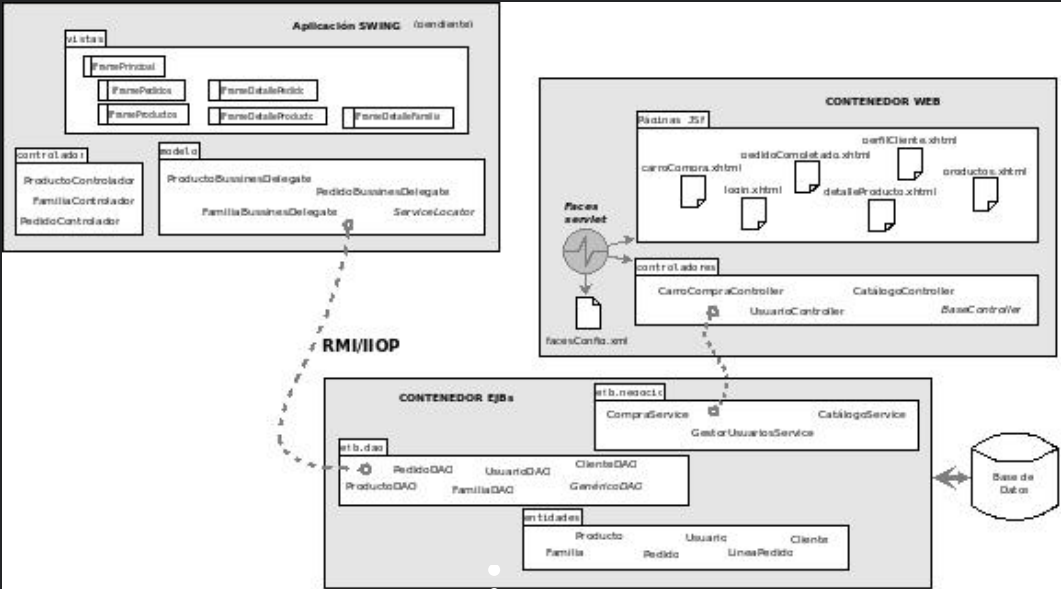 Aplicación SWING (pendiente)
vistas
FramePrincipal
FramePedidos
FrameDetallePedido
FrameProductos
FrameDetalleProducto
FrameDetalleFamilia
controlador
ProductoControlador
FamiliaControlador
PedidoControlador
modelo
ProductoBussinesDelegate
PedidoBussinesDelegate
FamiliaBussinesDelegate
ServiceLocator
RMI/IIOP
CONTENEDOR WEB
Páginas JSF
perfilCliente.xhtml
pedidoCompletado.xhtml
carroCompra.xhtml
productos.xhtml
login.xhtml
detalleProducto.xhtml
Faces
servlet
facesConfig.xml
controladores
CarroCompraController
CatálogoController
UsuarioController
BaseController
CONTENEDOR EJBs
ejb.negocio
CompraService
CatálogoService
GestorUsuariosService
ejb.dao
PedidoDAO
UsuarioDAO
ClienteDAO
ProductoDAO
FamiliaDAO
GenéricoDAO
entidades
Producto
Usuario
Cliente
Familia
Pedido
LineaPedido
Base de
Datos